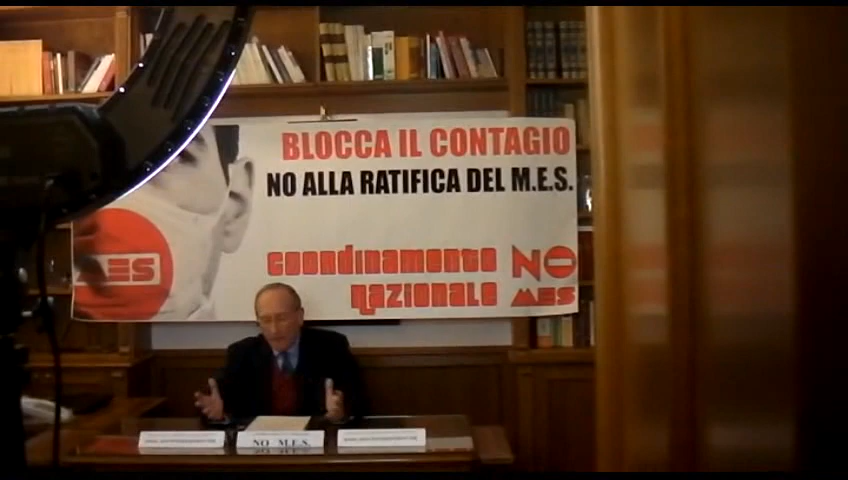 BLOCCA IL CONTAGIO
NO ALLA RATIFICA DEL M.E.S.
MES
COORDINAMENTO
NAZIONALE
NO
MES
NO M.E.S.